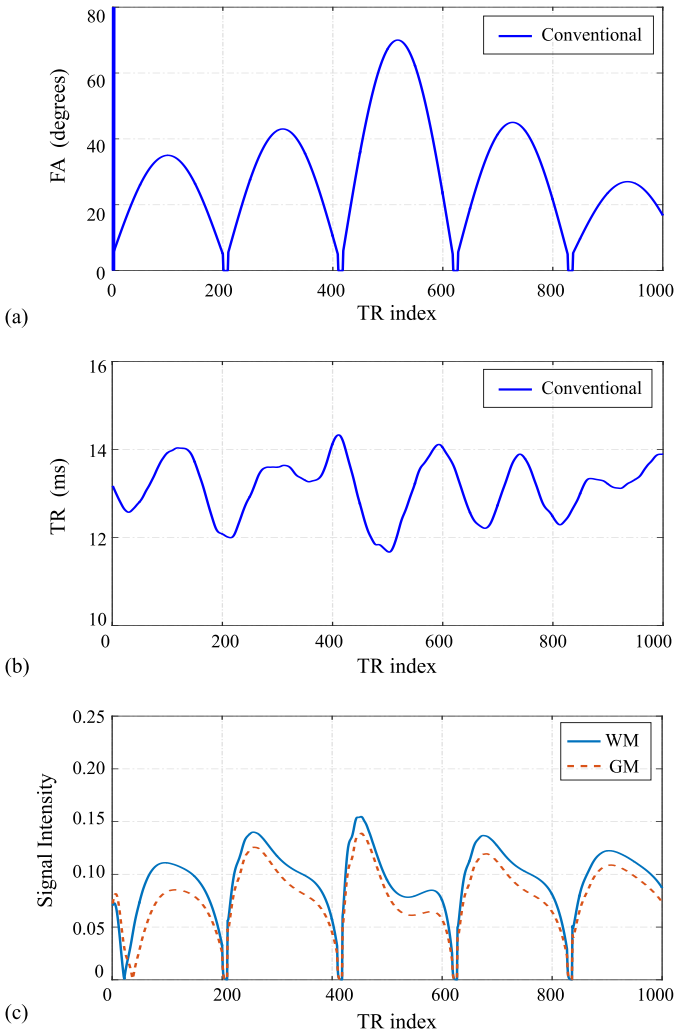 80
60
40
20
0
FA (degrees)
Conventional
0 200 400 600 800 1000
TR index
(a)
16
14
12
10
TR (ms)
Conventional
0 200 400 600 800 1000
TR index
(b)
0.25
0.20
0.15
0.10
0.05
0
Signal Intensity
WM
GM
0 200 400 600 800 1000
TR index
(c)